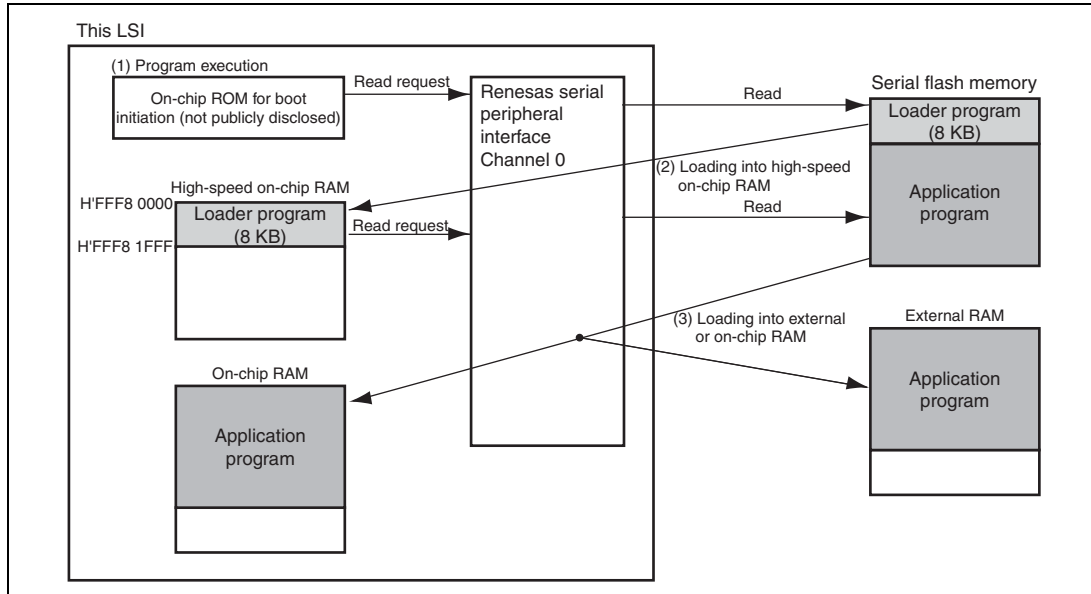 This LSI
(1) Program execution
On-chip ROM for boot
initiation (not publicly disclosed)
Read request
Renesas serial
peripheral
interface
Channel 0
Read
Serial flash memory
Loader program
(8 KB)
Application
program
(2) Loading into high-speed
on-chip RAM
Read
High-speed on-chip RAM
H'FFF8 0000
Loader program
(8 KB)
H'FFF8 1FFF
Read request
(3) Loading into external
or on-chip RAM
External RAM
Application
program
On-chip RAM
Application
program